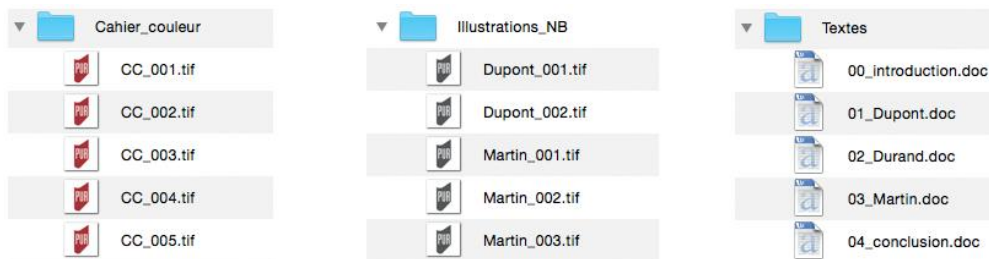 Cahier_couleur
CC_001.tif
CC_002.tif
CC_003.tif
CC_004.tif
CC_005.tif
Illustrations_NB
Dupont_001.tif
Dupont_002.tif
Martin_001.tif
Martin_002.tif
Martin_003.tif
Textes
00_introduction.doc
01_Dupont.doc
02_Durand.doc
03_Martin.doc
04_conclusion.doc